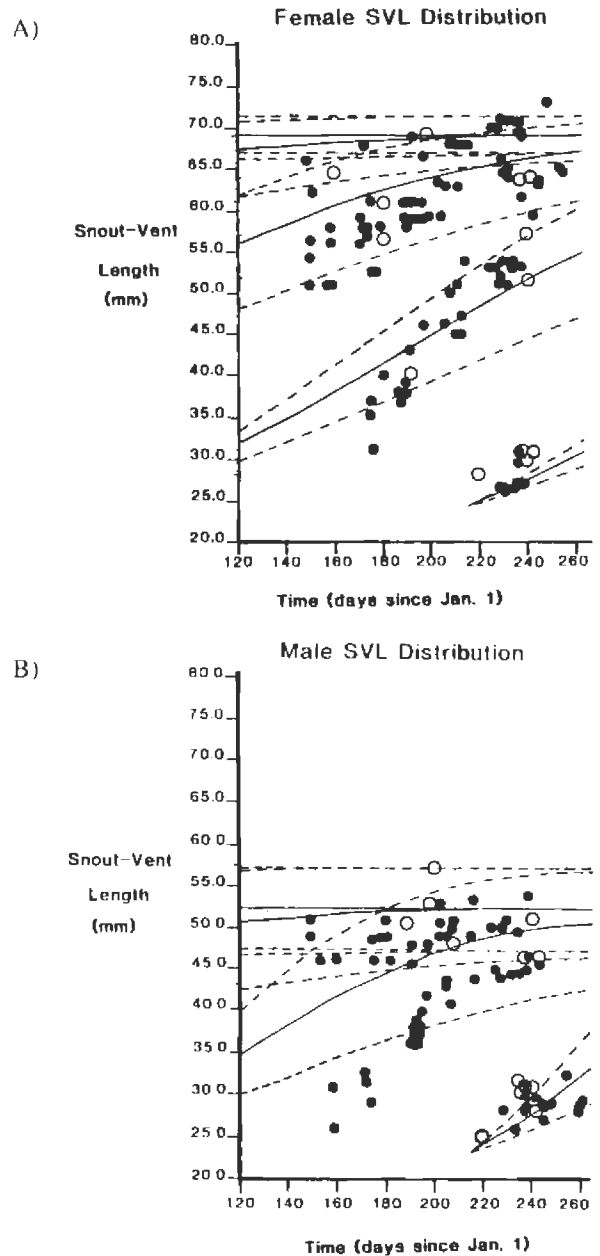 A)
Female SVL Distribution
80.0
75.0
70.0
65.0
60.0
55.0
50.0
45.0
40.0
35.0
30.0
25.0
20.0
Snout-Vent
Length
(mm)
120 140 160 180 200 220 240 260
Time (days since Jan. 1)
B)
Male SVL Distribution
80.0
75.0
70.0
65.0
60.0
55.0
50.0
45.0
40.0
35.0
30.0
25.0
20.0
Snout-Vent
Length
(mm)
120 140 160 180 200 220 240 260
Time (days since Jan. 1)